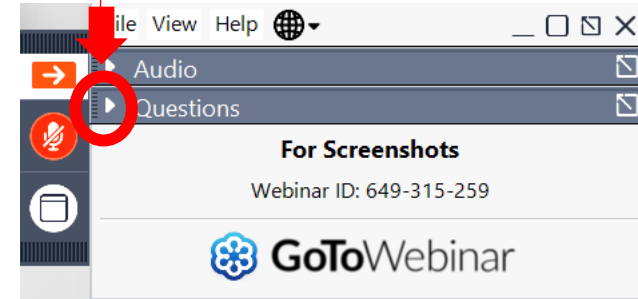 ile View Help
Audio
Questions
For Screenshots
Webinar ID: 649-315-259
GoToWebinar